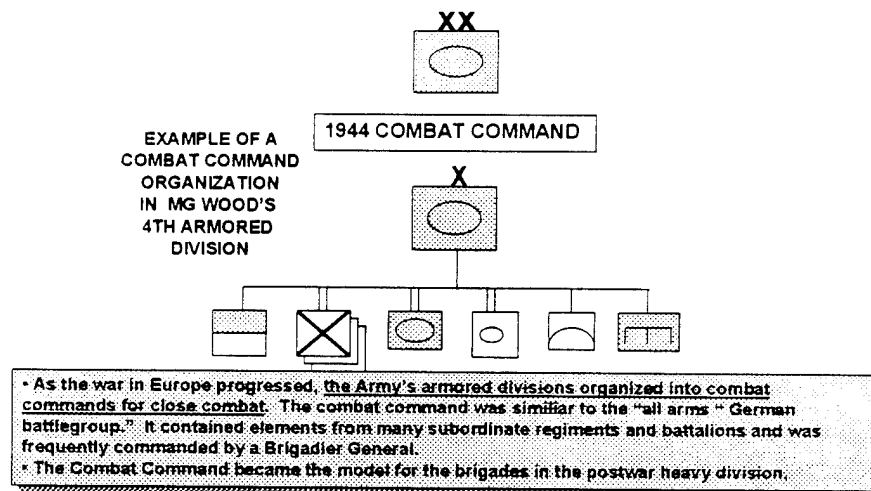 XX
1944 COMBAT COMMAND
EXAMPLE OF A
COMBAT COMMAND
ORGANIZATION
IN MG WOOD'S
4TH ARMORED
DIVISION
X
• As the war in Europe progressed, the Army's armored divisions organized into combat
commands for close combat. The combat command was similiar to the "all arms " German
battlegroup." It contained elements from many subordinate regiments and battalions and was
frequently commanded by a Brigadier General.
• The Combat Command became the model for the brigades in the postwar heavy division.